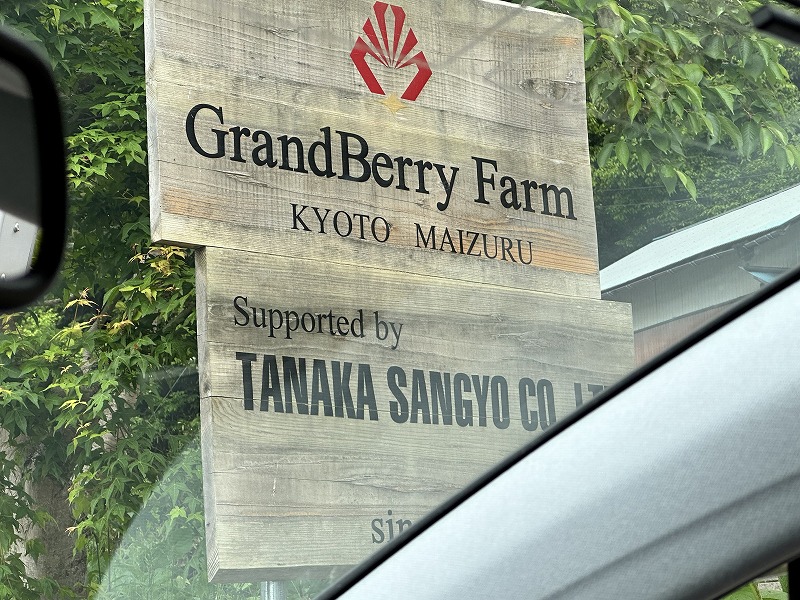 GrandBerry Farm
KYOTO MAIZURU
Supported by
TANAKA SANGYO CO